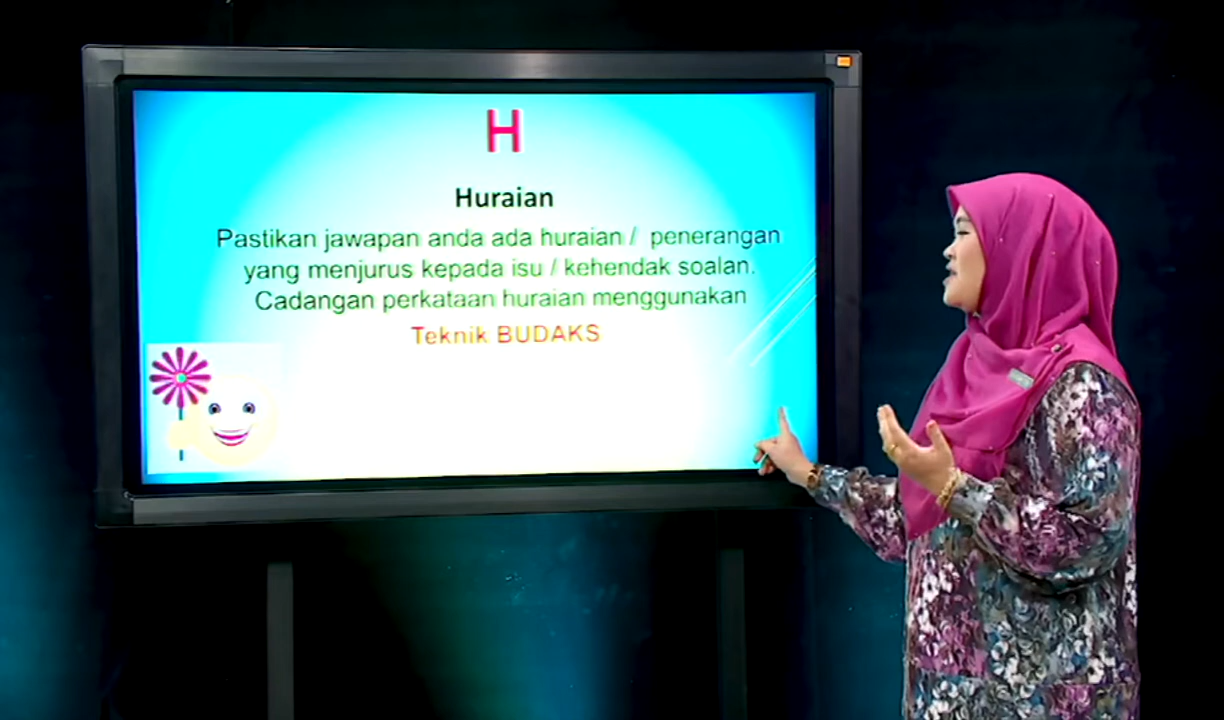 H
Huraian
Pastikan jawapan anda ada huraian / penerangan
yang menjurus kepada isu / kehendak soalan.
Cadangan perkataan huraian menggunakan
Teknik BUDAKS